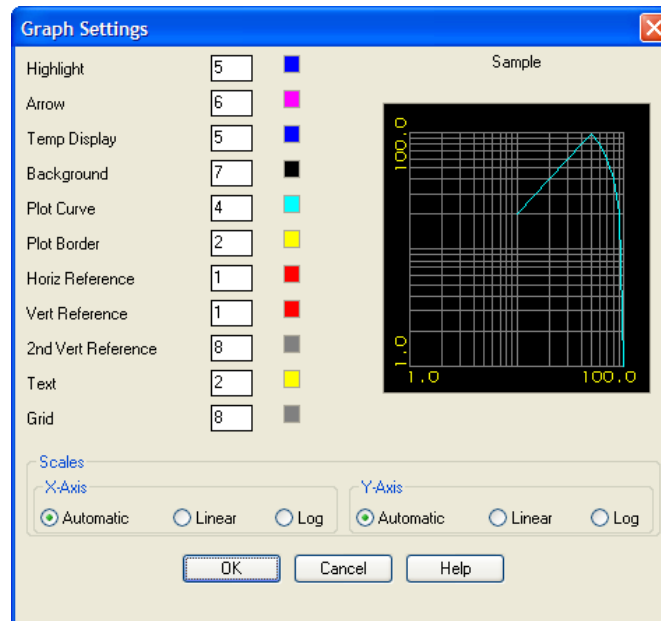 Graph Settings
Highlight 5
Sample
Arrow 6
Temp Display 5
Background 7
Plot Curve 4
Plot Border 2
Horiz Reference 1
Vert Reference 1
2nd Vert Reference 8
Text 2
Grid 8
100.0
1.0
1.0 100.0
Scales
X-Axis
Automatic Linear Log
Y-Axis
Automatic Linear Log
OK Cancel Help